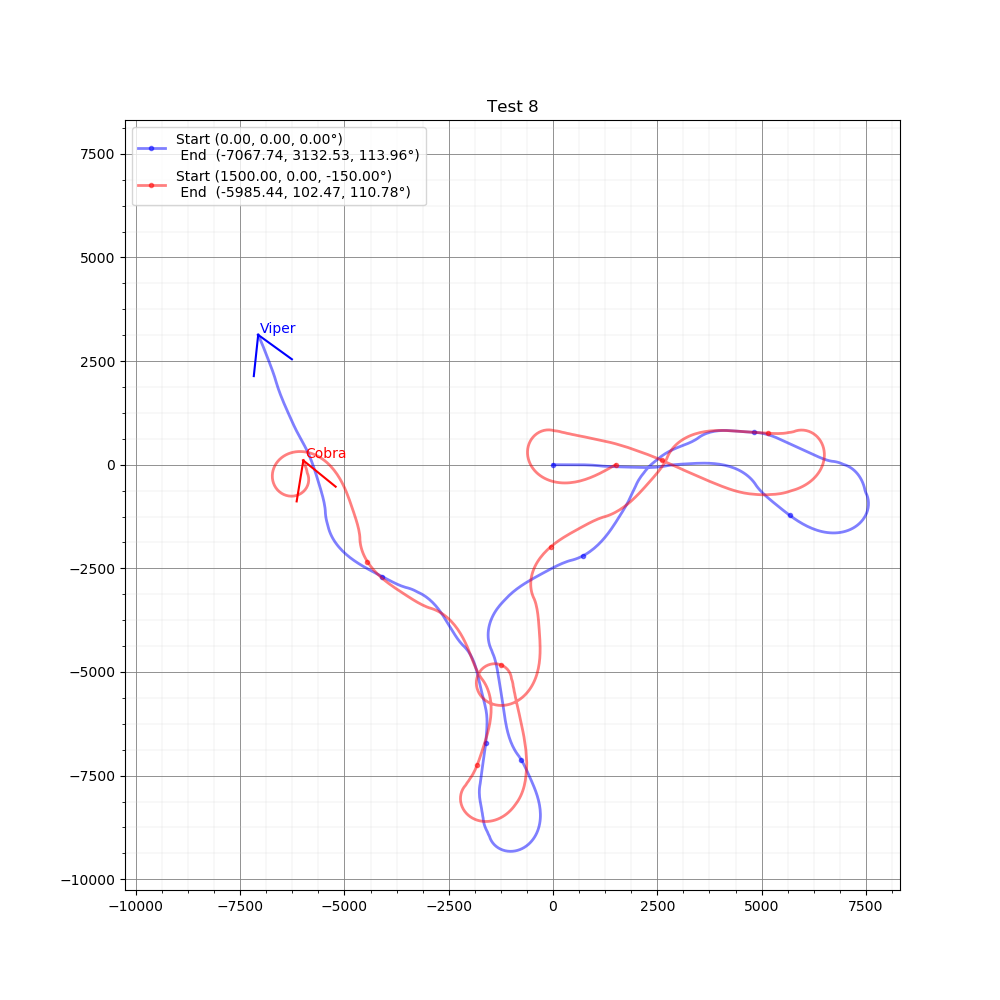 Test 8
Start (0.00, 0.00, 0.00°)
End  (-7067.74, 3132.53, 113.96°)
Start (1500.00, 0.00, -150.00°)
End  (-5985.44, 102.47, 110.78°)
7500
5000
2500
0
−2500
−5000
−7500
−10000
Viper
Cobra
−10000
−7500
−5000
−2500
0
2500
5000
7500